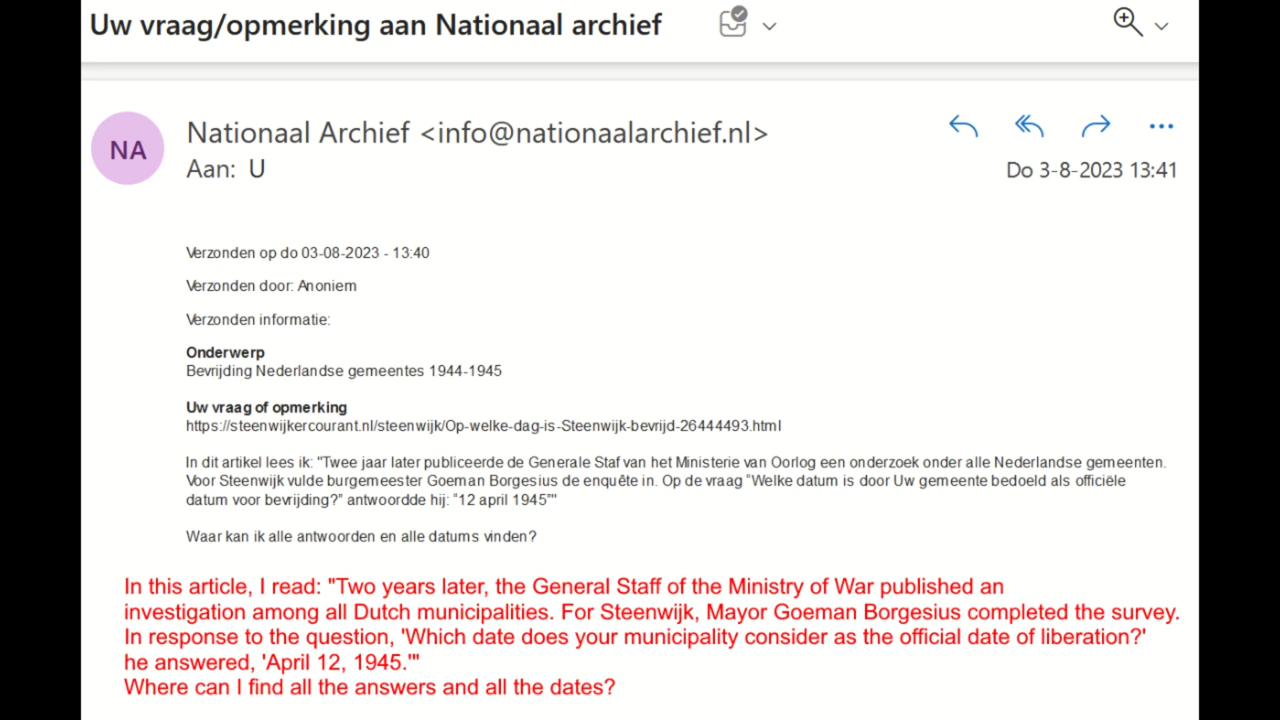 Uw vraag/opmerking aan Nationaal archief
NA
Nationaal Archief <info@nationaalarchief.nl>
Aan: U
Do 3-8-2023 13:41
Verzonden op do 03-08-2023 - 13:40
Verzonden door: Anoniem
Verzonden informatie:
Onderwerp
Bevrijding Nederlandse gemeentes 1944-1945
Uw vraag of opmerking
https://steenwijkercourant.nl/steenwijk/Op-welke-dag-is-Steenwijk-bevrijd-26444493.html
In dit artikel lees ik: "Twee jaar later publiceerde de Generale Staf van het Ministerie van Oorlog een onderzoek onder alle Nederlandse gemeenten.
Voor Steenwijk vulde burgemeester Goeman Borgesius de enquête in. Op de vraag “Welke datum is door Uw gemeente bedoeld als officiële
datum voor bevrijding?” antwoordde hij: “12 april 1945”"
Waar kan ik alle antwoorden en alle datums vinden?
In this article, I read: "Two years later, the General Staff of the Ministry of War published an
investigation among all Dutch municipalities. For Steenwijk, Mayor Goeman Borgesius completed the survey.
In response to the question, 'Which date does your municipality consider as the official date of liberation?'
he answered, 'April 12, 1945.'"
Where can I find all the answers and all the dates?